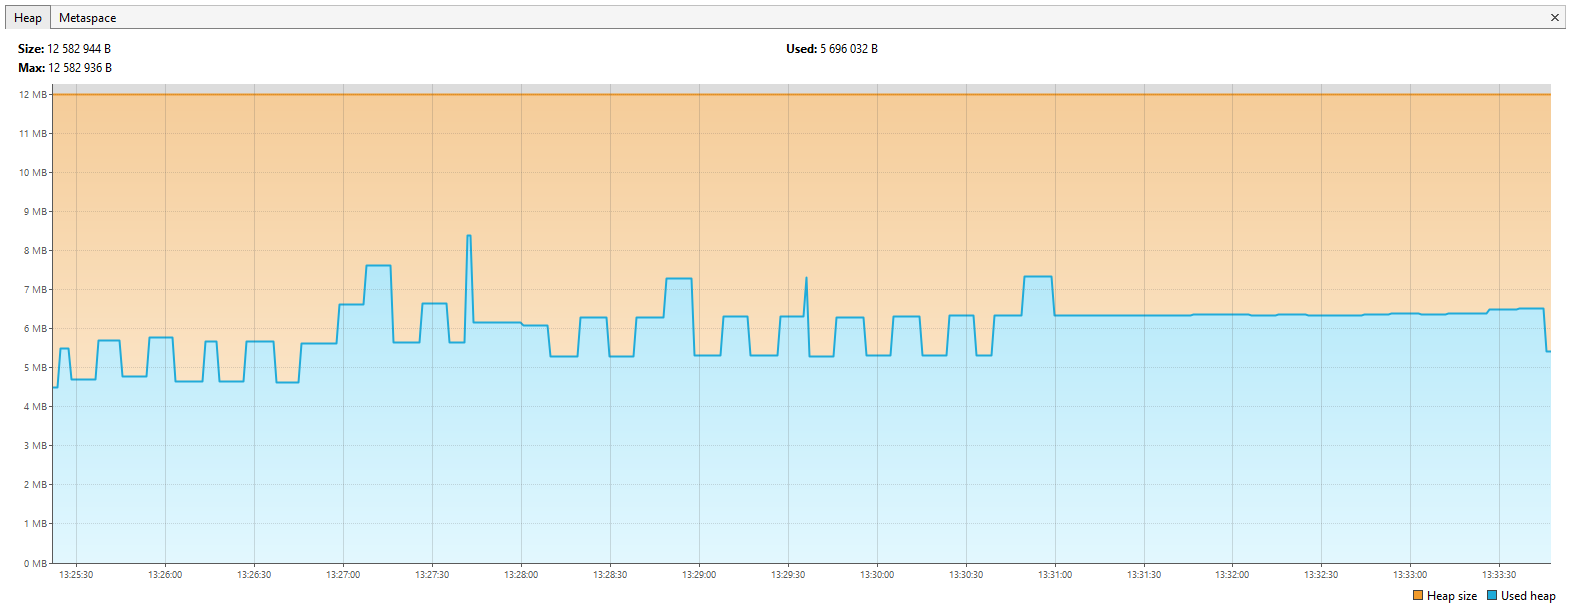 Heap Metaspace ×
Size: 12 582 944 B Used: 5 696 032 B
Max: 12 582 936 B
12 MB
11 MB
10 MB
9 MB
8 MB
7 MB
6 MB
5 MB
4 MB
3 MB
2 MB
1 MB
0 MB
13:25:30 13:26:00 13:26:30 13:27:00 13:27:30 13:28:00 13:28:30 13:29:00 13:29:30 13:30:00 13:30:30 13:31:00 13:31:30 13:32:00 13:32:30 13:33:00 13:33:30
Heap size Used heap